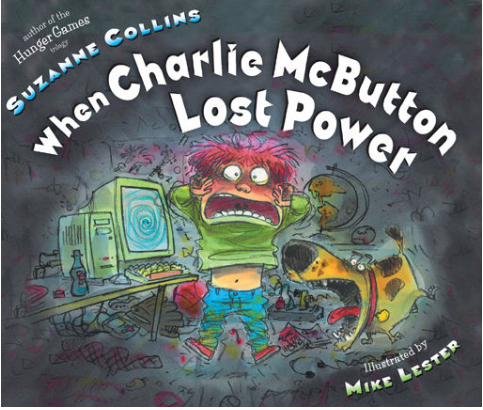 author of the
Hunger Games
trilogy
Suzanne Collins
When Charlie McButton
Lost Power
Illustrated by
Mike Lester